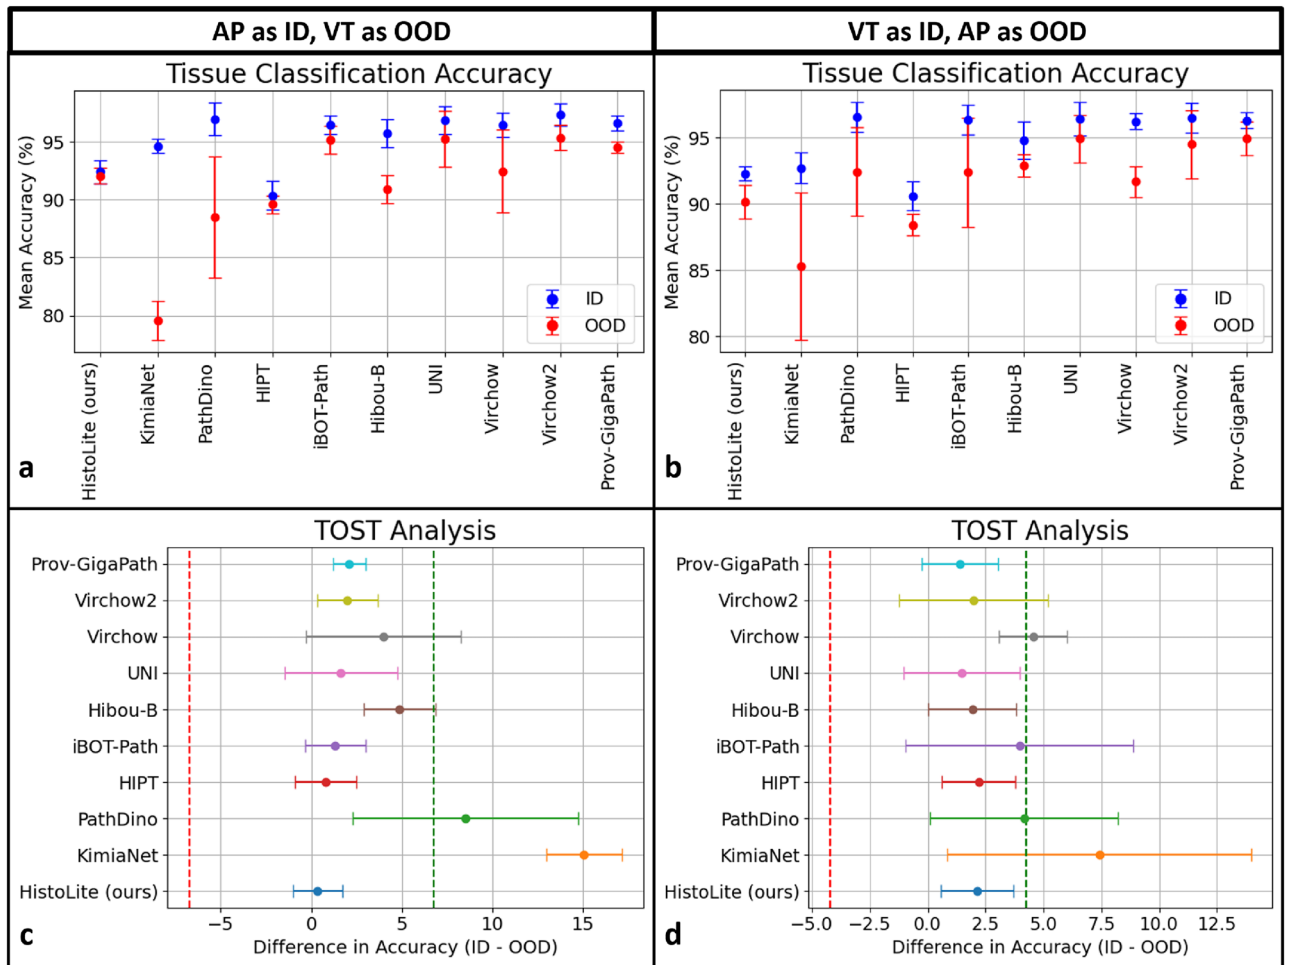 AP as ID, VT as OOD
VT as ID, AP as OOD
Tissue Classification Accuracy
Mean Accuracy (%)
95
90
85
80
ID
OOD
HistoLite (ours)
KimiaNet
PathDino
HIPT
iBOT-Path
Hibou-B
UNI
Virchow
Virchow2
Prov-GigaPath
a
Tissue Classification Accuracy
Mean Accuracy (%)
95
90
85
80
ID
OOD
HistoLite (ours)
KimiaNet
PathDino
HIPT
iBOT-Path
Hibou-B
UNI
Virchow
Virchow2
Prov-GigaPath
b
TOST Analysis
Prov-GigaPath
Virchow2
Virchow
UNI
Hibou-B
iBOT-Path
HIPT
PathDino
KimiaNet
HistoLite (ours)
−5 0 5 10 15
Difference in Accuracy (ID - OOD)
c
TOST Analysis
Prov-GigaPath
Virchow2
Virchow
UNI
Hibou-B
iBOT-Path
HIPT
PathDino
KimiaNet
HistoLite (ours)
−5.0 −2.5 0.0 2.5 5.0 7.5 10.0 12.5
Difference in Accuracy (ID - OOD)
d